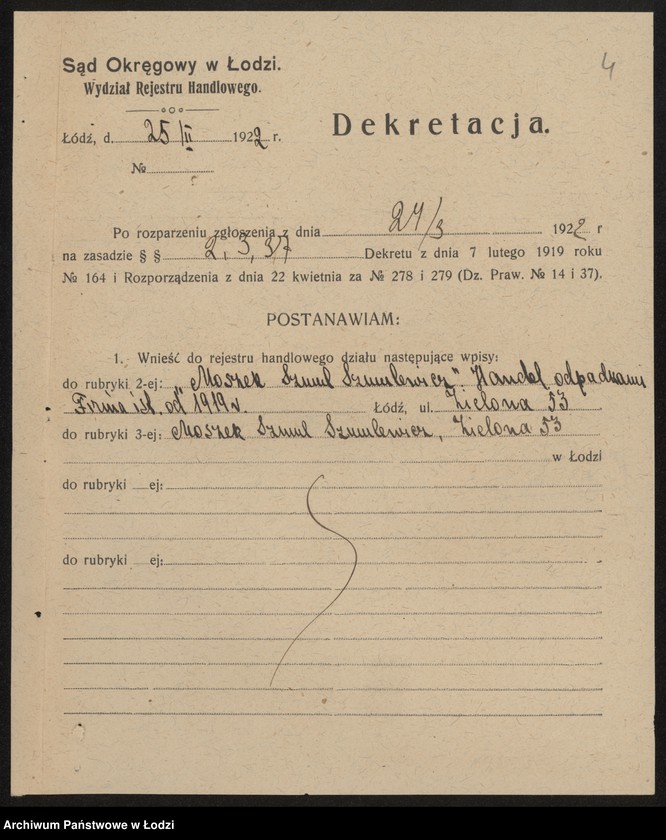 4
Sąd Okręgowy w Łodzi.
Wydział Rejestru Handlowego.
Łódź, d. 25/II 1922 r.
№
Dekretacja.
Po rozparzeniu zgłoszenia z dnia 24/3 1922 r
na zasadzie § § 2, 3, 37 Dekretu z dnia 7 lutego 1919 roku
№ 164 i Rozporządzenia z dnia 22 kwietnia za № 278 i 279 (Dz. Praw. № 14 i 37).
POSTANAWIAM:
1. Wnieść do rejestru handlowego działu następujące wpisy:
do rubryki 2-ej: „Moszek Szmul Szmulewicz". Handel odpadkami
Firma ist. od 1919 r. Łódź, ul. Zielona 53
do rubryki 3-ej: Moszek Szmul Szmulewicz, Zielona 53
w Łodzi
do rubryki ej:
do rubryki ej:
Archiwum Państwowe w Łodzi